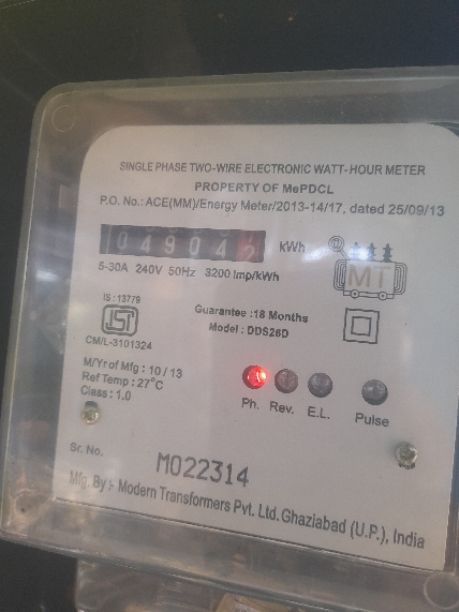 SINGLE PHASE TWO-WIRE ELECTRONIC WATT-HOUR METER
PROPERTY OF MePDCL
P.O. No.: ACE(MM)/Energy Meter/2013-14/17, dated 25/09/13
049042 kWh
5-30A 240V 50Hz 3200 Imp/kWh
MT
IS : 13779
ISI
CM/L-3101324
Guarantee :18 Months
Model : DDS26D
M/Yr of Mfg : 10 / 13
Ref Temp : 27°C
Class : 1.0
Ph. Rev. E.L. Pulse
Sr. No.
M022314
Mfg. By :- Modern Transformers Pvt. Ltd. Ghaziabad (U.P.), India